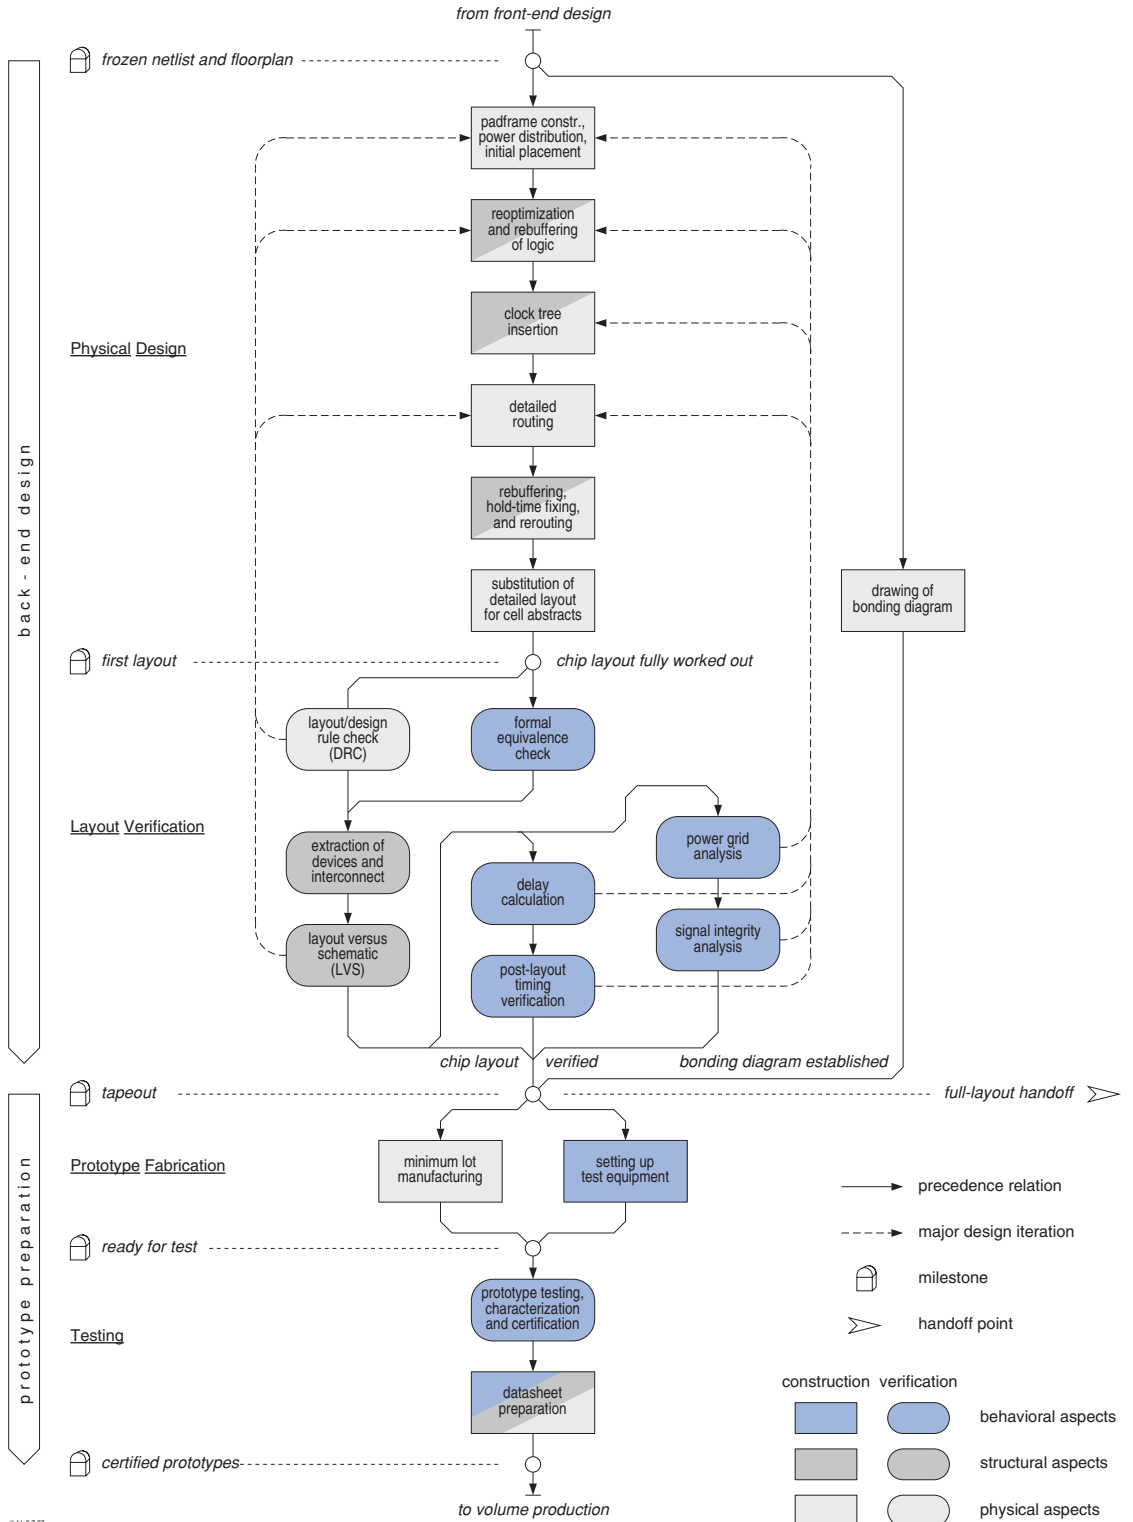 from front-end design
frozen netlist and floorplan
padframe constr.,
power distribution,
initial placement
reoptimization
and rebuffering
of logic
clock tree
insertion
Physical Design
detailed
routing
rebuffering,
hold-time fixing,
and rerouting
substitution of
detailed layout
for cell abstracts
drawing of
bonding diagram
back - end design
first layout
chip layout fully worked out
layout/design
rule check
(DRC)
formal
equivalence
check
Layout Verification
extraction of
devices and
interconnect
power grid
analysis
delay
calculation
layout versus
schematic
(LVS)
signal integrity
analysis
post-layout
timing
verification
chip layout verified
bonding diagram established
tapeout
full-layout handoff
Prototype Fabrication
minimum lot
manufacturing
setting up
test equipment
prototype preparation
ready for test
prototype testing,
characterization
and certification
Testing
datasheet
preparation
certified prototypes
to volume production
precedence relation
major design iteration
milestone
handoff point
construction verification
behavioral aspects
structural aspects
physical aspects